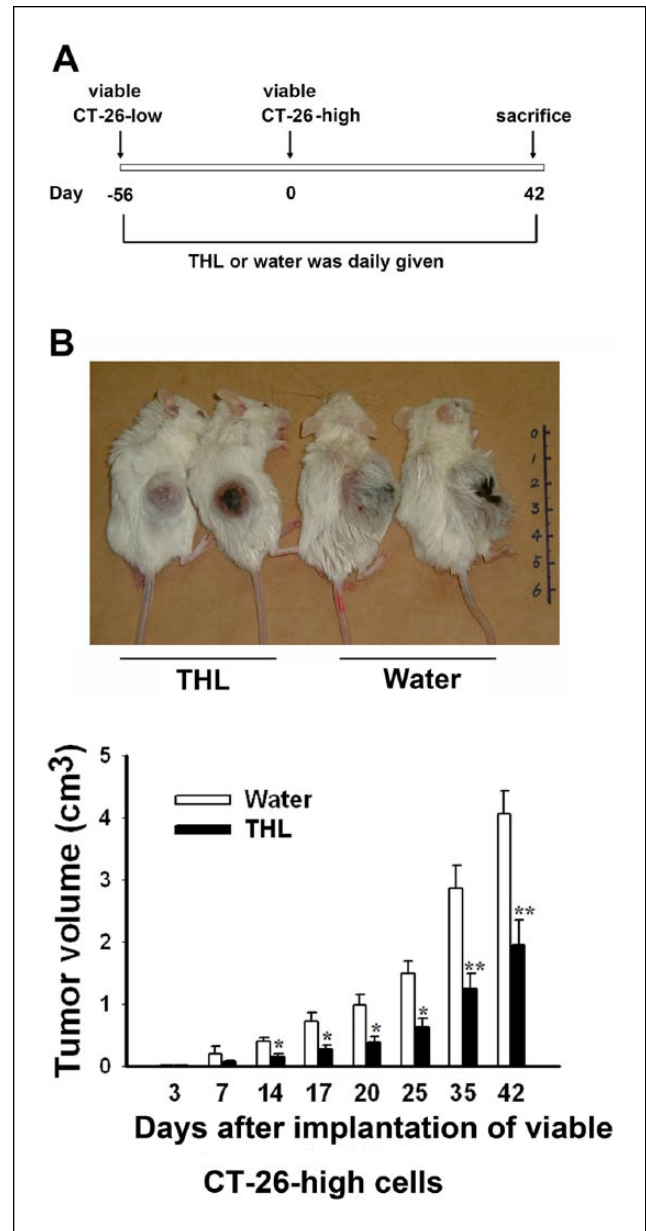 A
viable viable
CT-26-low CT-26-high sacrifice
Day -56 0 42
THL or water was daily given
B
0
1
2
3
4
5
6
THL Water
Tumor volume (cm³)
5
4
3
2
1
0
Water
THL
* * * * ** **
3 7 14 17 20 25 35 42
Days after implantation of viable
CT-26-high cells